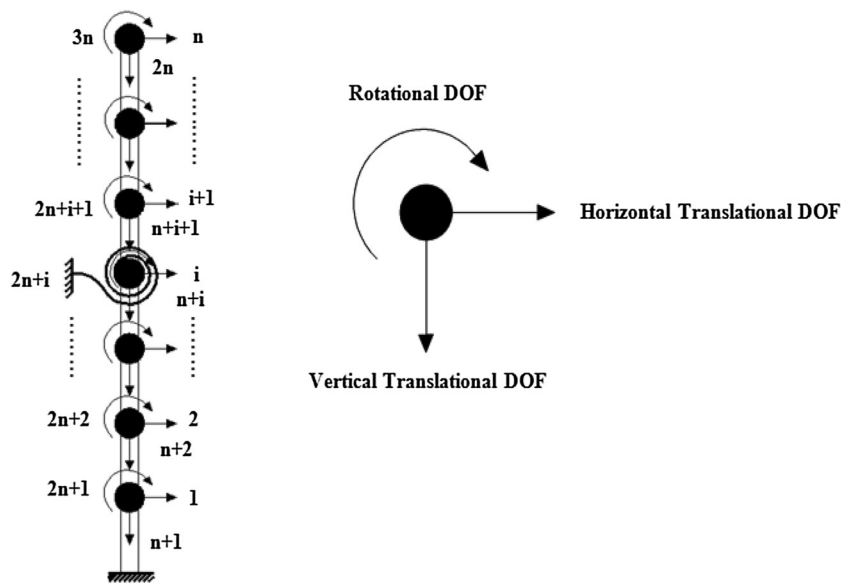 3n n
2n
Rotational DOF
2n+i+1 i+1
n+i+1
Horizontal Translational DOF
2n+i i
n+i
Vertical Translational DOF
2n+2 2
n+2
2n+1 1
n+1